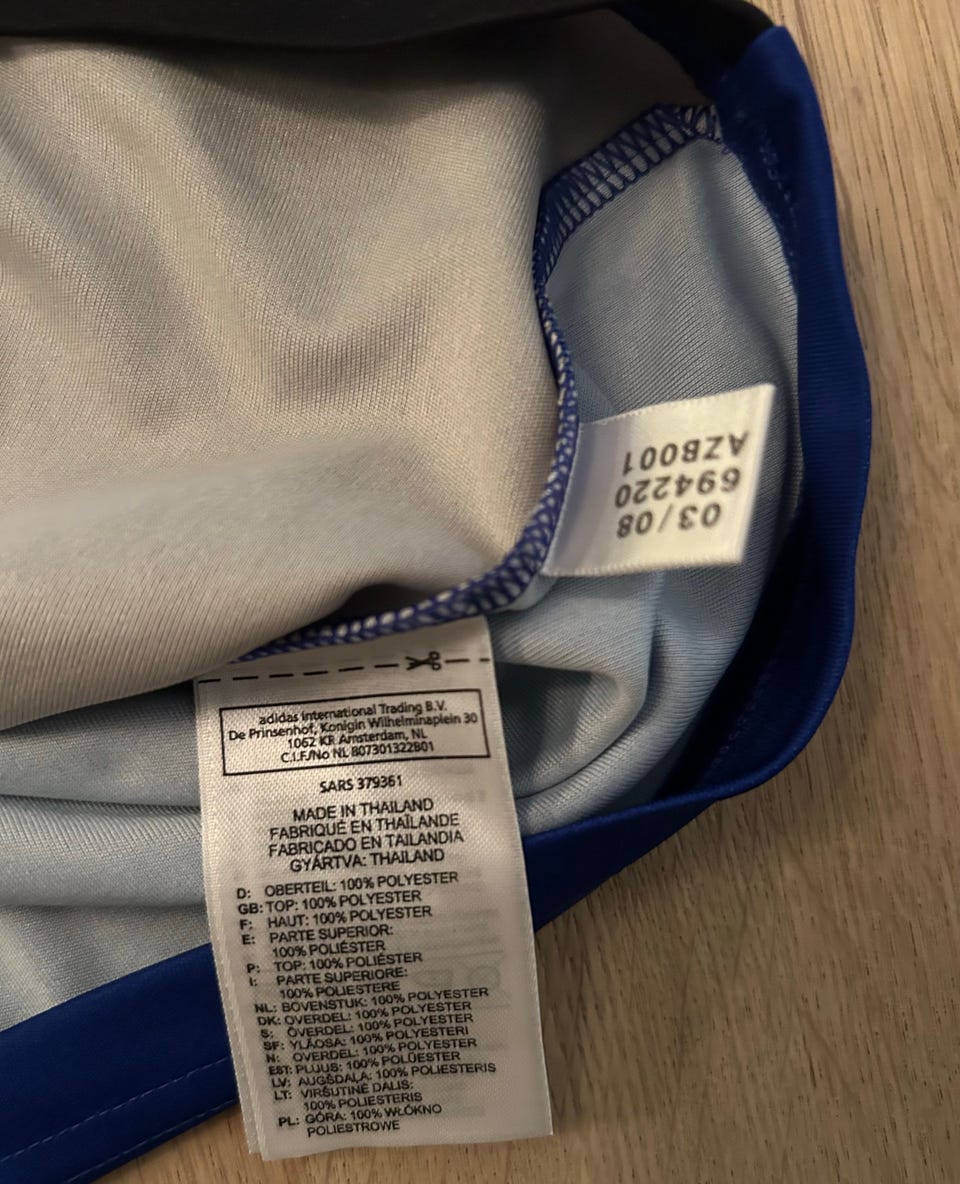 AZB001
694220
03/08
adidas International Trading B.V.
De Prinsenhof, Konigin Wilhelminaplein 30
1062 KR Amsterdam, NL
C.I.F./No NL 807301322B01
SARS 379361
MADE IN THAILAND
FABRIQUÉ EN THAÏLANDE
FABRICADO EN TAILANDIA
GYÁRTVA: THAILAND
D: OBERTEIL: 100% POLYESTER
GB: TOP: 100% POLYESTER
F: HAUT: 100% POLYESTER
E: PARTE SUPERIOR:
100% POLIÉSTER
P: TOP: 100% POLIÉSTER
I: PARTE SUPERIORE:
100% POLIESTERE
NL: BOVENSTUK: 100% POLYESTER
DK: OVERDEL: 100% POLYESTER
S: ÖVERDEL: 100% POLYESTER
SF: YLÄOSA: 100% POLYESTERI
N: OVERDEL: 100% POLYESTER
EST: PLUUS: 100% POLÜESTER
LV: AUGŠDAĻA: 100% POLIESTERIS
LT: VIRŠUTINĖ DALIS:
100% POLIESTERIS
PL: GÓRA: 100% WŁÓKNO
POLIESTROWE